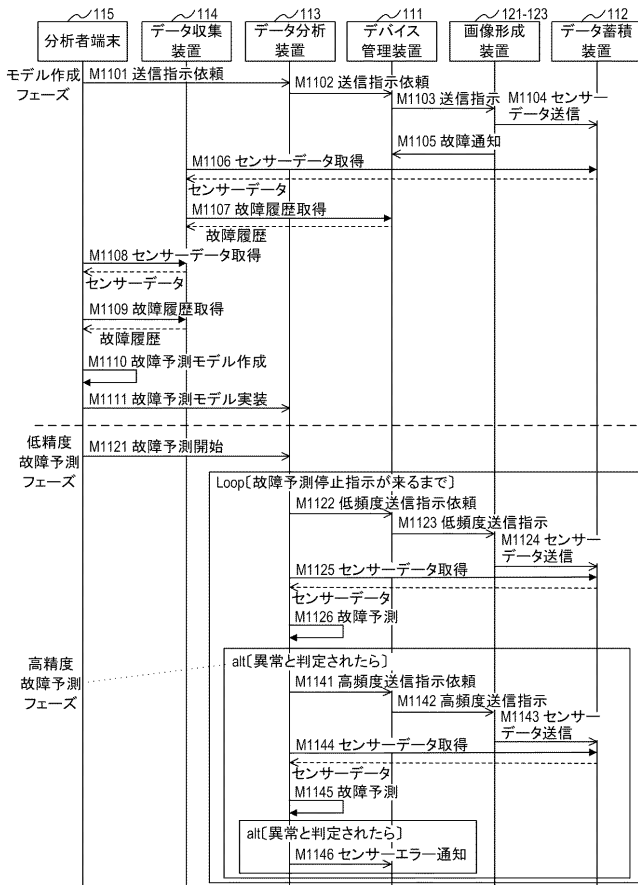 115
114
113
111
121-123
112
分析者端末
データ収集
装置
データ分析
装置
デバイス
管理装置
画像形成
装置
データ蓄積
装置
モデル作成
フェーズ
M1101 送信指示依頼
M1102 送信指示依頼
M1103 送信指示
M1104 センサー
データ送信
M1105 故障通知
M1106 センサーデータ取得
センサーデータ
M1107 故障履歴取得
故障履歴
M1108 センサーデータ取得
センサーデータ
M1109 故障履歴取得
故障履歴
M1110 故障予測モデル作成
M1111 故障予測モデル実装
低精度
故障予測
フェーズ
M1121 故障予測開始
Loop〔故障予測停止指示が来るまで〕
M1122 低頻度送信指示依頼
M1123 低頻度送信指示
M1124 センサー
データ送信
M1125 センサーデータ取得
センサーデータ
M1126 故障予測
高精度
故障予測
フェーズ
alt〔異常と判定されたら〕
M1141 高頻度送信指示依頼
M1142 高頻度送信指示
M1143 センサー
データ送信
M1144 センサーデータ取得
センサーデータ
M1145 故障予測
alt〔異常と判定されたら〕
M1146 センサーエラー通知